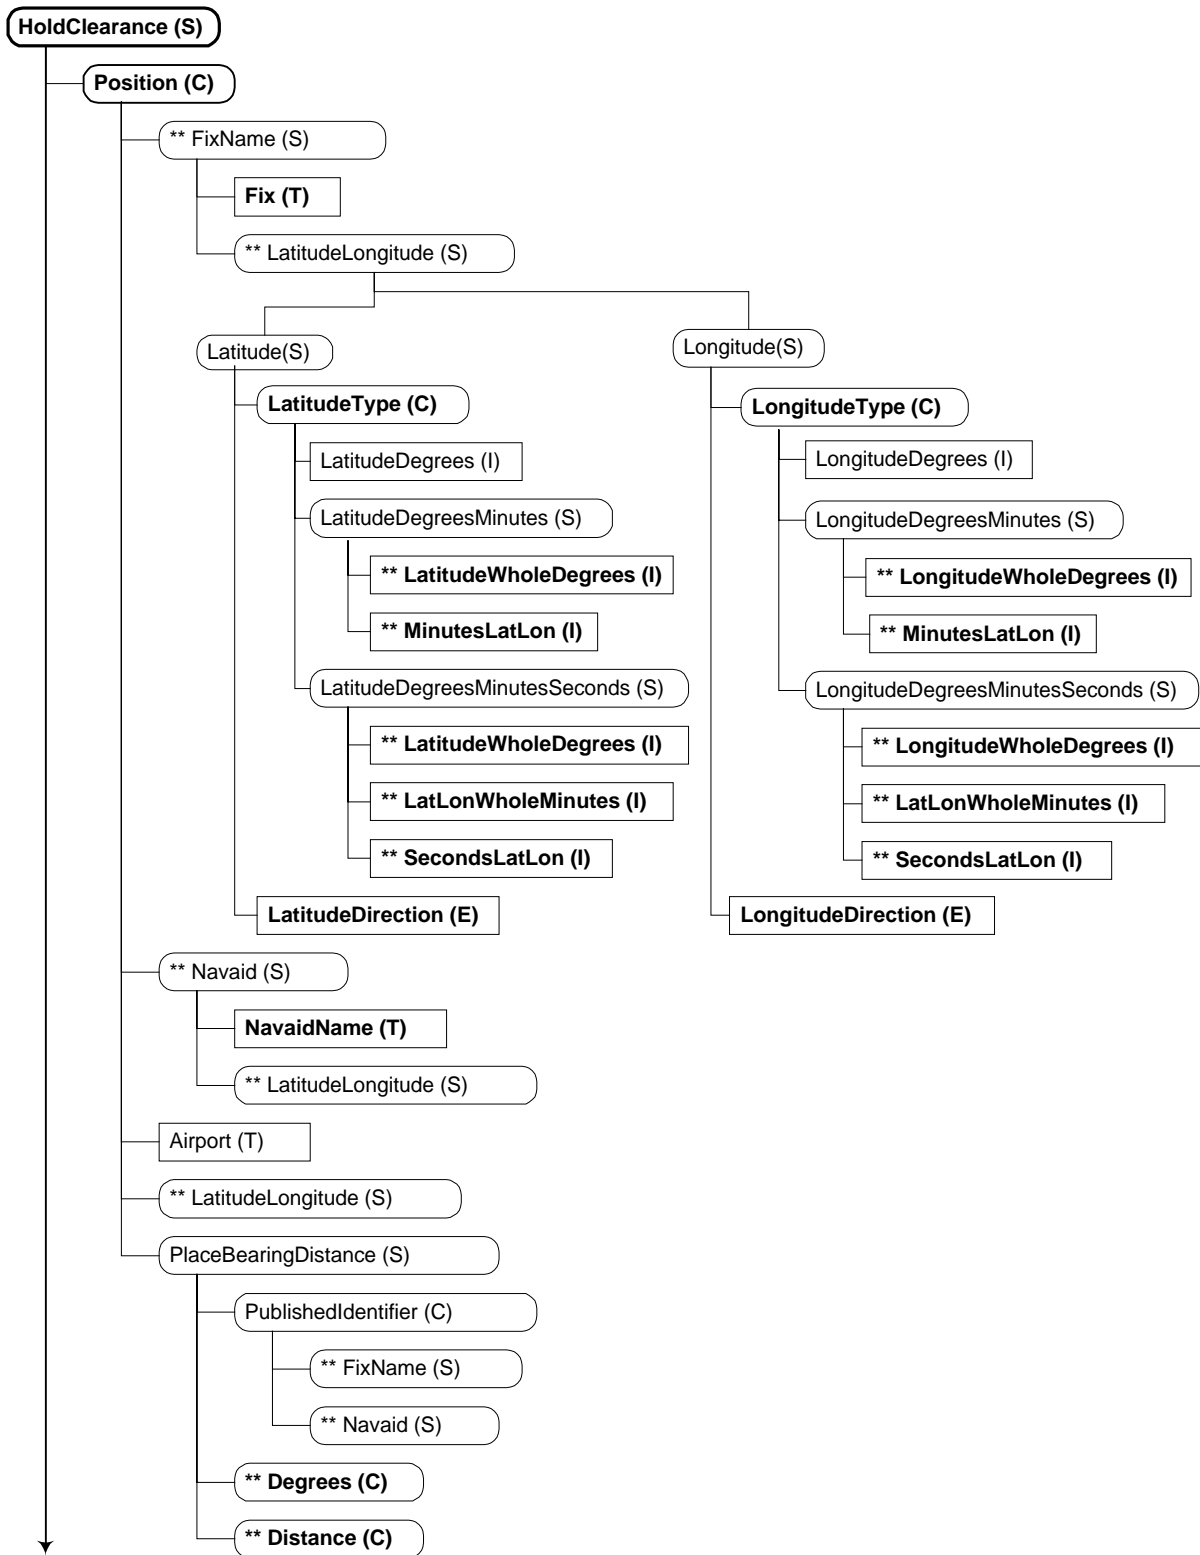 HoldClearance (S)
Position (C)
** FixName (S)
Fix (T)
** LatitudeLongitude (S)
Latitude(S)
LatitudeType (C)
LatitudeDegrees (I)
LatitudeDegreesMinutes (S)
** LatitudeWholeDegrees (I)
** MinutesLatLon (I)
LatitudeDegreesMinutesSeconds (S)
** LatitudeWholeDegrees (I)
** LatLonWholeMinutes (I)
** SecondsLatLon (I)
LatitudeDirection (E)
Longitude(S)
LongitudeType (C)
LongitudeDegrees (I)
LongitudeDegreesMinutes (S)
** LongitudeWholeDegrees (I)
** MinutesLatLon (I)
LongitudeDegreesMinutesSeconds (S)
** LongitudeWholeDegrees (I)
** LatLonWholeMinutes (I)
** SecondsLatLon (I)
LongitudeDirection (E)
** Navaid (S)
NavaidName (T)
** LatitudeLongitude (S)
Airport (T)
** LatitudeLongitude (S)
PlaceBearingDistance (S)
PublishedIdentifier (C)
** FixName (S)
** Navaid (S)
** Degrees (C)
** Distance (C)